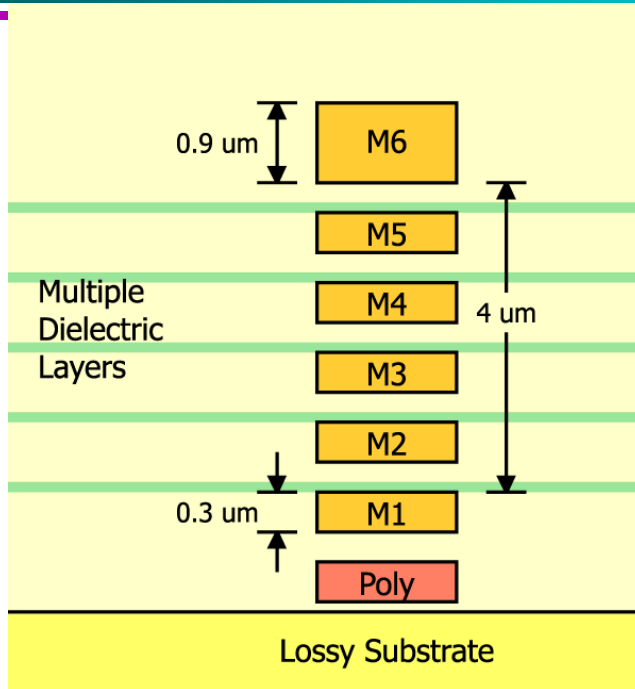 M6
0.9 um
M5
Multiple
Dielectric
Layers
M4
4 um
M3
M2
0.3 um
M1
Poly
Lossy Substrate